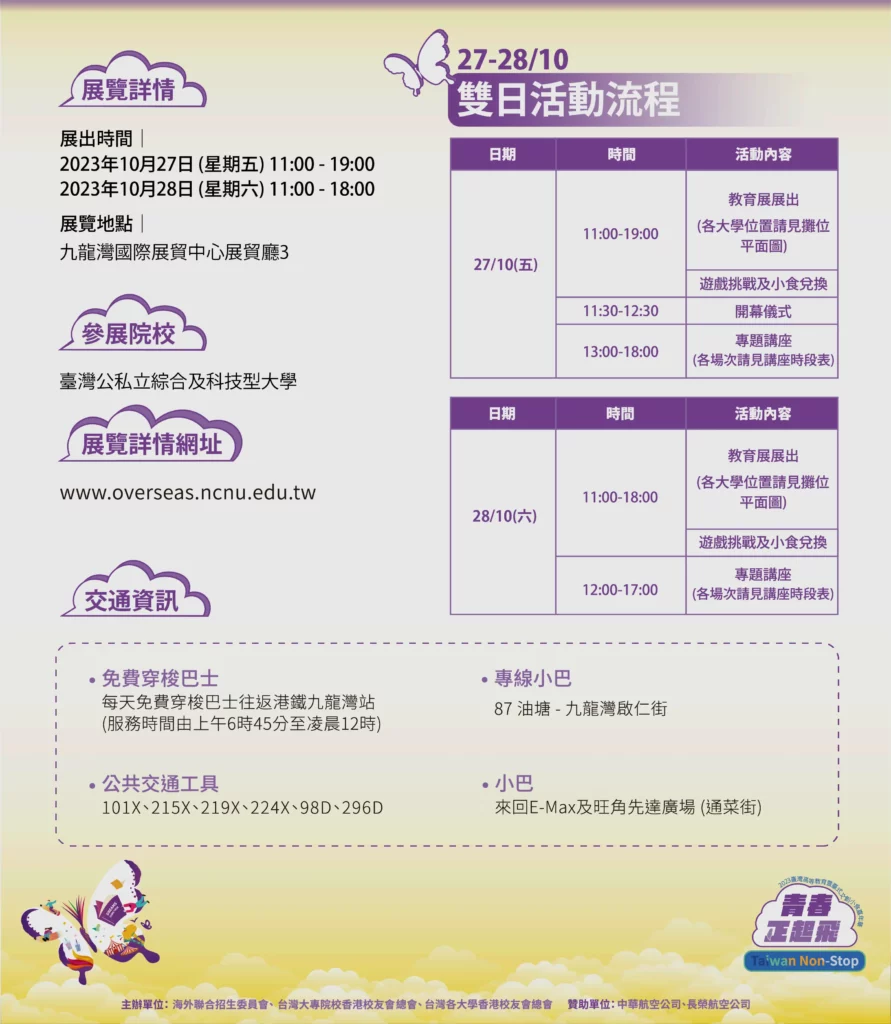 展覽詳情
展出時間｜
2023年10月27日 (星期五) 11:00 - 19:00
2023年10月28日 (星期六) 11:00 - 18:00
展覽地點｜
九龍灣國際展貿中心展貿廳3
參展院校
臺灣公私立綜合及科技型大學
展覽詳情網址
www.overseas.ncnu.edu.tw
27-28/10
雙日活動流程
日期 時間 活動內容
27/10(五)
11:00-19:00
教育展展出
(各大學位置請見攤位
平面圖)
遊戲挑戰及小食兌換
11:30-12:30 開幕儀式
13:00-18:00
專題講座
(各場次請見講座時段表)
日期 時間 活動內容
28/10(六)
11:00-18:00
教育展展出
(各大學位置請見攤位
平面圖)
遊戲挑戰及小食兌換
12:00-17:00
專題講座
(各場次請見講座時段表)
交通資訊
• 免費穿梭巴士
每天免費穿梭巴士往返港鐵九龍灣站
(服務時間由上午6時45分至凌晨12時)
• 專線小巴
87 油塘 - 九龍灣啟仁街
• 公共交通工具
101X、215X、219X、224X、98D、296D
• 小巴
來回E-Max及旺角先達廣場 (通菜街)
青春
正起飛
Taiwan Non-Stop
主辦單位：海外聯合招生委員會、台灣大專院校香港校友會總會、台灣各大學香港校友會總會 贊助單位：中華航空公司、長榮航空公司